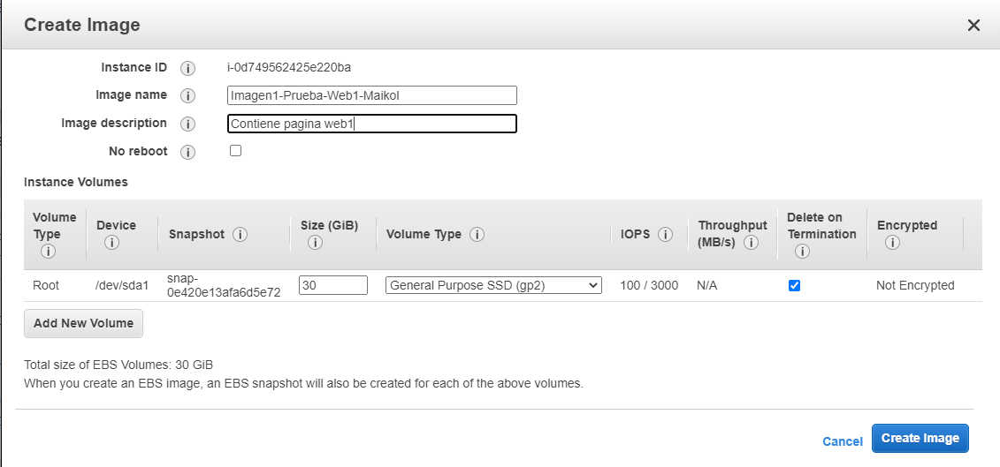 Create Image
Instance ID i-0d749562425e220ba
Image name Imagen1-Prueba-Web1-Maikol
Image description Contiene pagina web1
No reboot
Instance Volumes
Volume Type Device Snapshot Size (GiB) Volume Type IOPS Throughput (MB/s) Delete on Termination Encrypted
Root /dev/sda1 snap-0e420e13afa6d5e72 30 General Purpose SSD (gp2) 100 / 3000 N/A Not Encrypted
Add New Volume
Total size of EBS Volumes: 30 GiB
When you create an EBS image, an EBS snapshot will also be created for each of the above volumes.
Cancel Create Image